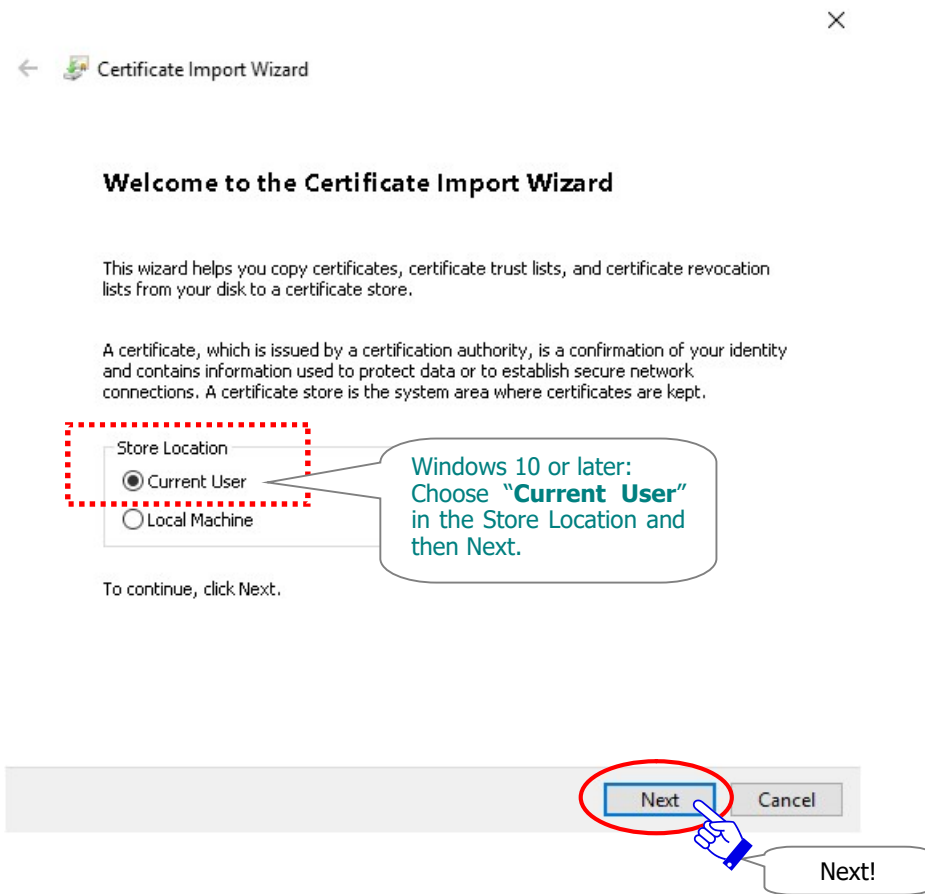 Certificate Import Wizard
Welcome to the Certificate Import Wizard
This wizard helps you copy certificates, certificate trust lists, and certificate revocation
lists from your disk to a certificate store.
A certificate, which is issued by a certification authority, is a confirmation of your identity
and contains information used to protect data or to establish secure network
connections. A certificate store is the system area where certificates are kept.
Store Location
Current User
Local Machine
Windows 10 or later:
Choose “Current User”
in the Store Location and
then Next.
To continue, click Next.
Next
Cancel
Next!